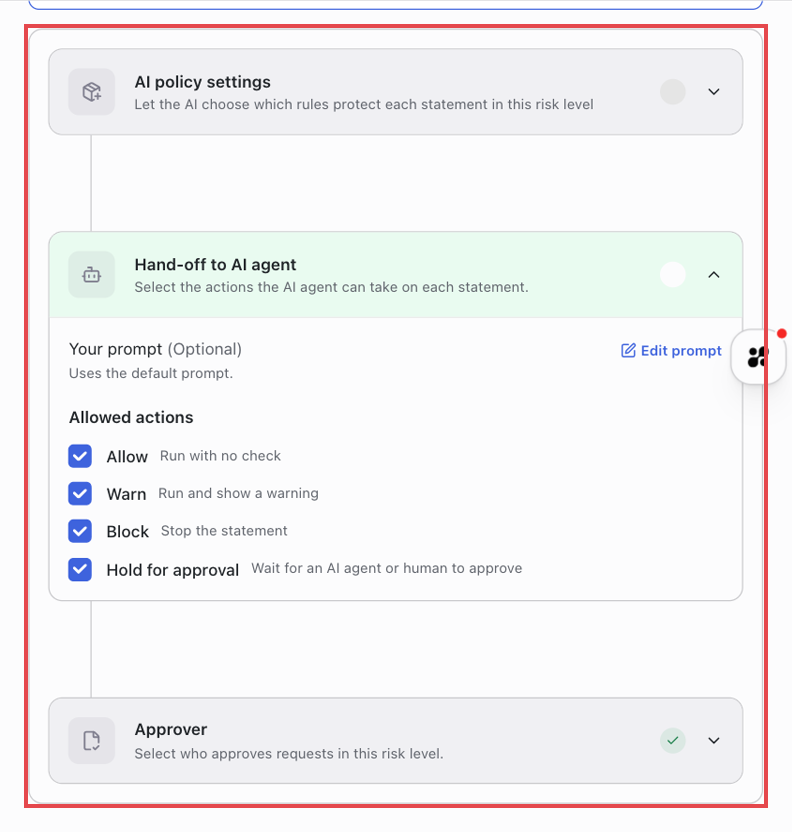 AI policy settings
Let the AI choose which rules protect each statement in this risk level
Hand-off to AI agent
Select the actions the AI agent can take on each statement.
Your prompt (Optional)
Edit prompt
Uses the default prompt.
Allowed actions
Allow Run with no check
Warn Run and show a warning
Block Stop the statement
Hold for approval Wait for an AI agent or human to approve
Approver
Select who approves requests in this risk level.